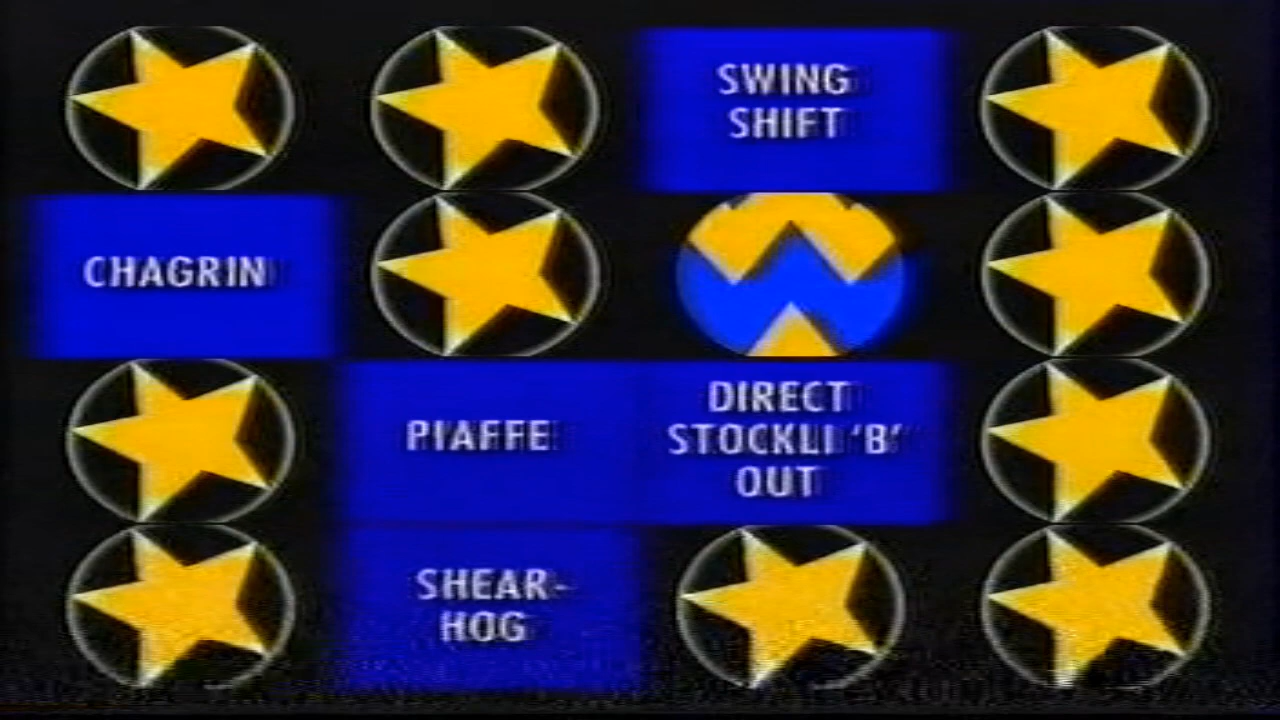 SWING
SHIFT
CHAGRIN
PIAFFE
DIRECT
STOCKLI 'B'
OUT
SHEAR-
HOG